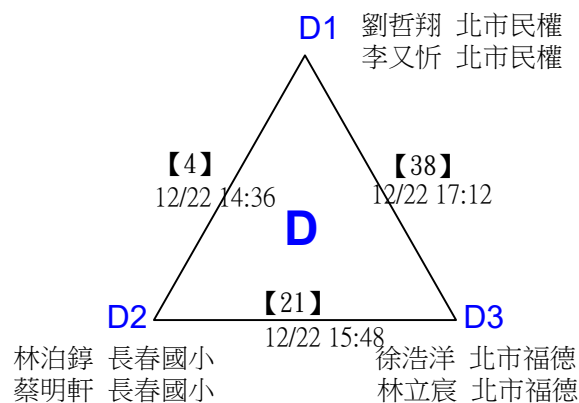 D1 劉哲翔 北市民權
李又忻 北市民權
【4】
12/22 14:36
【38】
12/22 17:12
D
D2
【21】
12/22 15:48
D3
林泊錞 長春國小
蔡明軒 長春國小
徐浩洋 北市福德
林立宸 北市福德